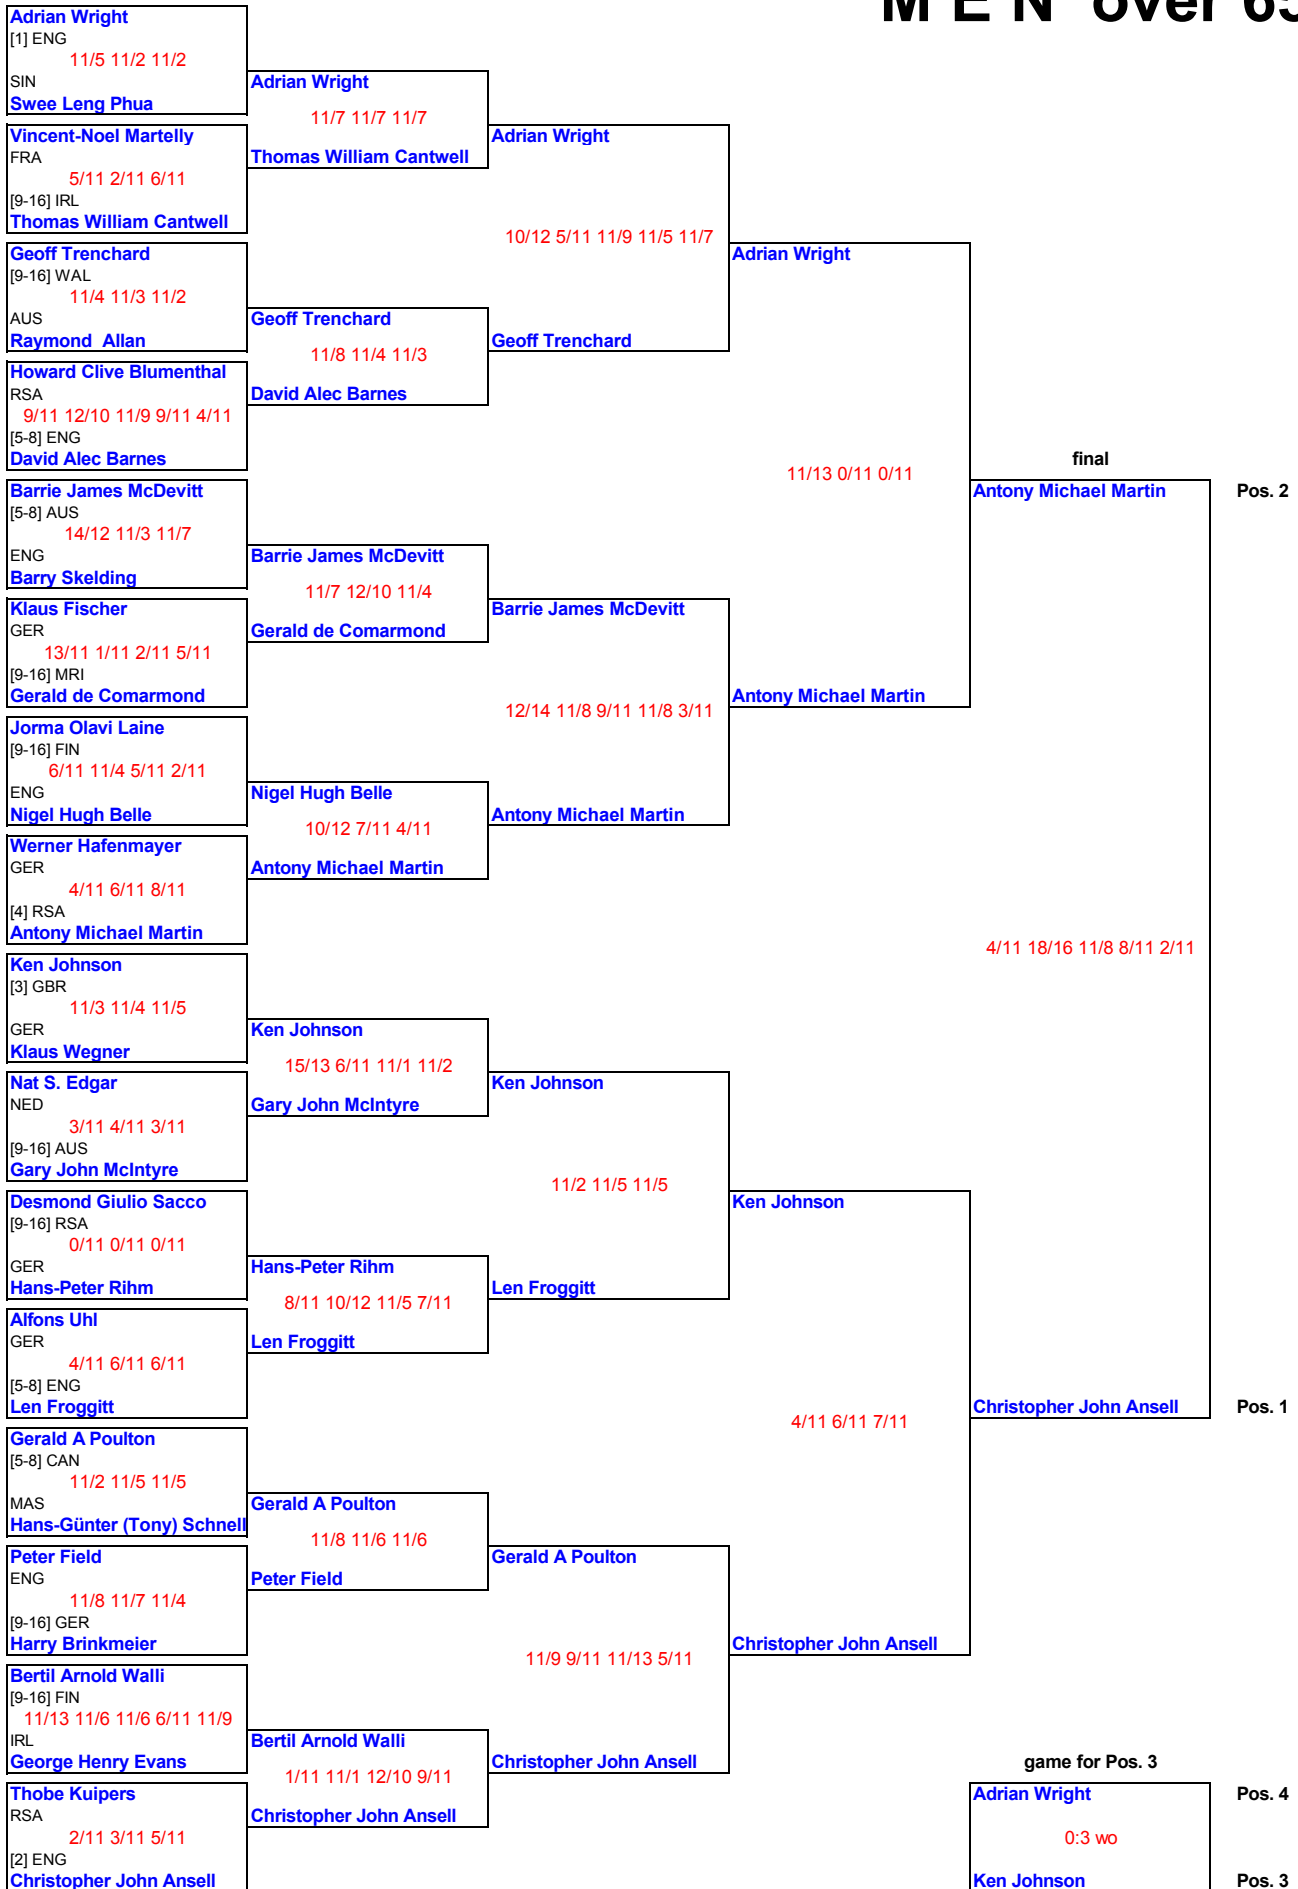 M E N over 65
Adrian Wright
[1] ENG
11/5 11/2 11/2
SIN
Swee Leng Phua
Vincent-Noel Martelly
FRA
5/11 2/11 6/11
[9-16] IRL
Thomas William Cantwell
Geoff Trenchard
[9-16] WAL
11/4 11/3 11/2
AUS
Raymond Allan
Howard Clive Blumenthal
RSA
9/11 12/10 11/9 9/11 4/11
[5-8] ENG
David Alec Barnes
Barrie James McDevitt
[5-8] AUS
14/12 11/3 11/7
ENG
Barry Skelding
Klaus Fischer
GER
13/11 1/11 2/11 5/11
[9-16] MRI
Gerald de Comarmond
Jorma Olavi Laine
[9-16] FIN
6/11 11/4 5/11 2/11
ENG
Nigel Hugh Belle
Werner Hafenmayer
GER
4/11 6/11 8/11
[4] RSA
Antony Michael Martin
Ken Johnson
[3] GBR
11/3 11/4 11/5
GER
Klaus Wegner
Nat S. Edgar
NED
3/11 4/11 3/11
[9-16] AUS
Gary John McIntyre
Desmond Giulio Sacco
[9-16] RSA
0/11 0/11 0/11
GER
Hans-Peter Rihm
Alfons Uhl
GER
4/11 6/11 6/11
[5-8] ENG
Len Froggitt
Gerald A Poulton
[5-8] CAN
11/2 11/5 11/5
MAS
Hans-Günter (Tony) Schnell
Peter Field
ENG
11/8 11/7 11/4
[9-16] GER
Harry Brinkmeier
Bertil Arnold Walli
[9-16] FIN
11/13 11/6 11/6 6/11 11/9
IRL
George Henry Evans
Thobe Kuipers
RSA
2/11 3/11 5/11
[2] ENG
Christopher John Ansell
Adrian Wright
11/7 11/7 11/7
Thomas William Cantwell
Geoff Trenchard
11/8 11/4 11/3
David Alec Barnes
Barrie James McDevitt
11/7 12/10 11/4
Gerald de Comarmond
Nigel Hugh Belle
10/12 7/11 4/11
Antony Michael Martin
Ken Johnson
15/13 6/11 11/1 11/2
Gary John McIntyre
Hans-Peter Rihm
8/11 10/12 11/5 7/11
Len Froggitt
Gerald A Poulton
11/8 11/6 11/6
Peter Field
Bertil Arnold Walli
1/11 11/1 12/10 9/11
Christopher John Ansell
Adrian Wright
10/12 5/11 11/9 11/5 11/7
Geoff Trenchard
Barrie James McDevitt
12/14 11/8 9/11 11/8 3/11
Antony Michael Martin
Ken Johnson
11/2 11/5 11/5
Len Froggitt
Gerald A Poulton
11/9 9/11 11/13 5/11
Christopher John Ansell
Adrian Wright
11/13 0/11 0/11
Antony Michael Martin
Ken Johnson
4/11 6/11 7/11
Christopher John Ansell
final
Antony Michael Martin Pos. 2
4/11 18/16 11/8 8/11 2/11
Christopher John Ansell Pos. 1
game for Pos. 3
Adrian Wright Pos. 4
0:3 wo
Ken Johnson Pos. 3